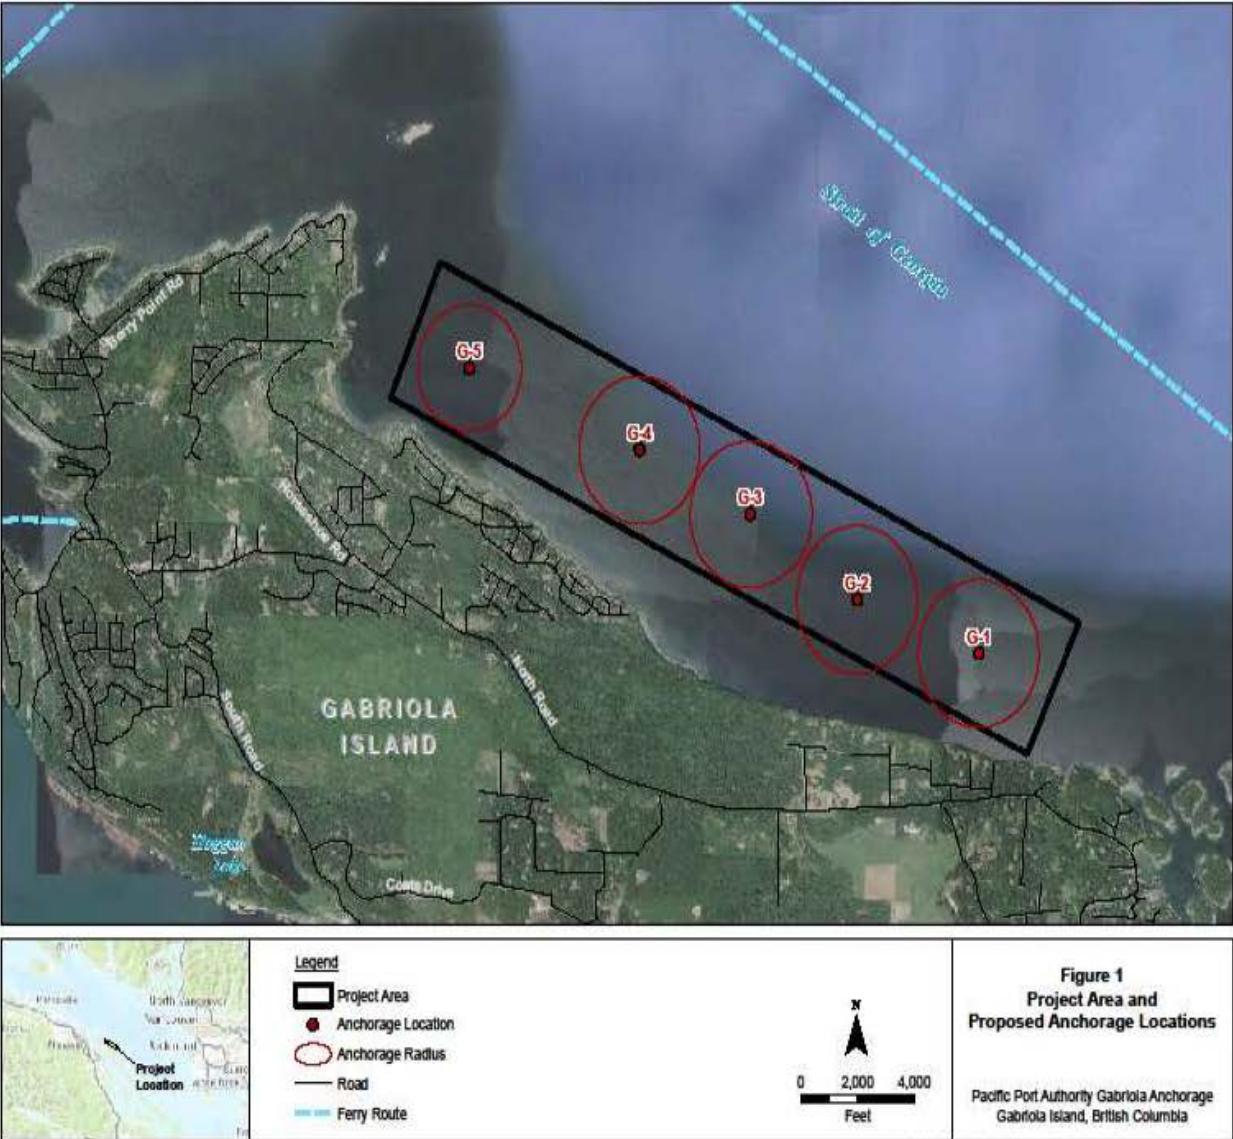 Strait of Georgia
Berry Point Rd
G-5
G-4
G-3
G-2
G-1
Horseshoe Rd
North Road
South Road
GABRIOLA
ISLAND
Hoggan
Lake
Coats Drive
North Vancouver
Vancouver
Richmond
Project
Location
Legend
Project Area
Anchorage Location
Anchorage Radius
Road
Ferry Route
N
0 2,000 4,000
Feet
Figure 1
Project Area and
Proposed Anchorage Locations
Pacific Port Authority Gabriola Anchorage
Gabriola Island, British Columbia